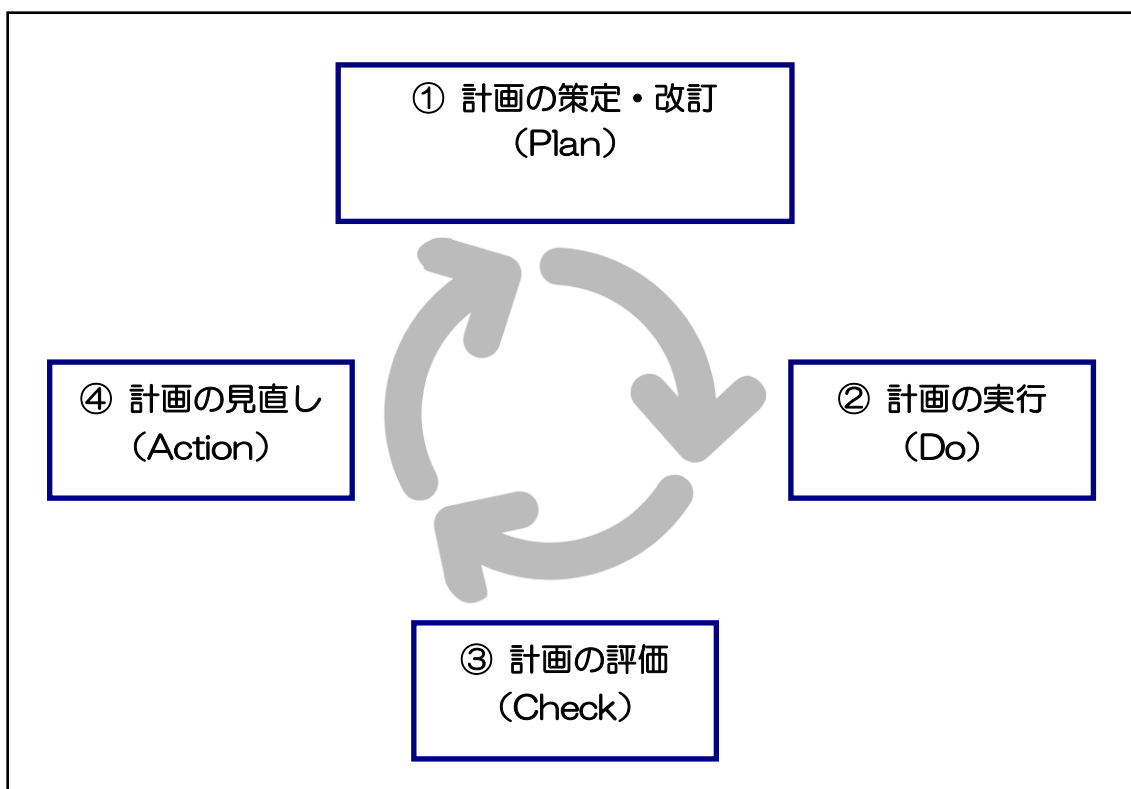 ① 計画の策定・改訂
（Plan）
② 計画の実行
（Do）
③ 計画の評価
（Check）
④ 計画の見直し
（Action）